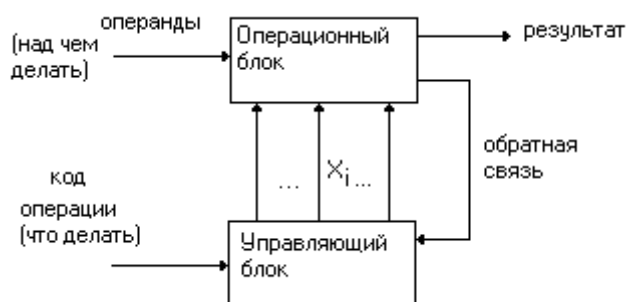 операнды
(над чем
делать)
Операционный
блок
результат
обратная
связь
... Xi ...
код
операции
(что делать)
Управляющий
блок